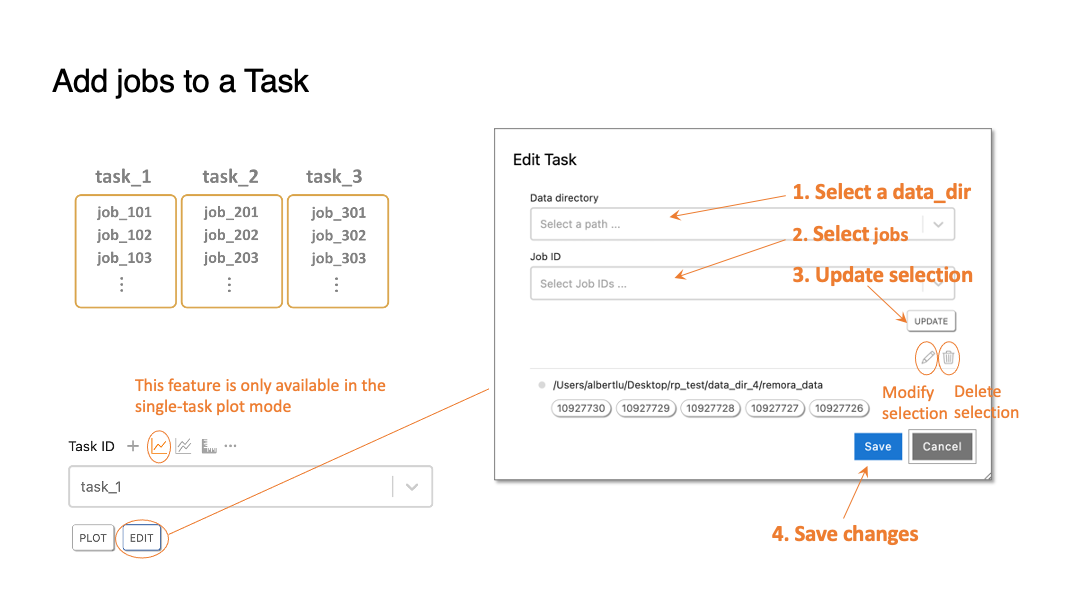 Add jobs to a Task
task_1
task_2
task_3
job_101
job_102
job_103
⋮
job_201
job_202
job_203
⋮
job_301
job_302
job_303
⋮
This feature is only available in the
single-task plot mode
Task ID
task_1
PLOT
EDIT
Edit Task
Data directory
Select a path ...
1. Select a data_dir
2. Select jobs
Job ID
Select Job IDs ...
3. Update selection
UPDATE
/Users/albertlu/Desktop/rp_test/data_dir_4/remora_data
10927730
10927729
10927728
10927727
10927726
Modify
selection
Delete
selection
Save
Cancel
4. Save changes